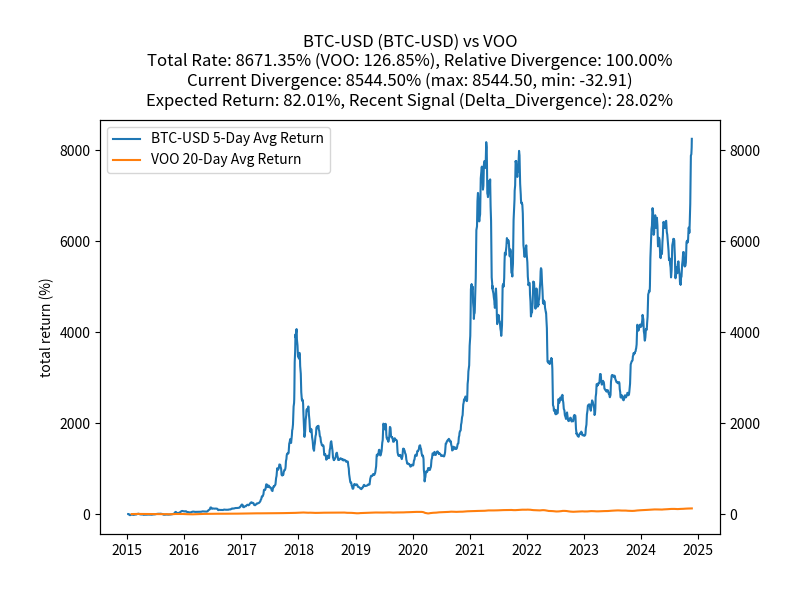 BTC-USD (BTC-USD) vs VOO
Total Rate: 8671.35% (VOO: 126.85%), Relative Divergence: 100.00%
Current Divergence: 8544.50% (max: 8544.50, min: -32.91)
Expected Return: 82.01%, Recent Signal (Delta_Divergence): 28.02%
BTC-USD 5-Day Avg Return
VOO 20-Day Avg Return
total return (%)
8000
6000
4000
2000
0
8000
6000
4000
2000
0
2015 2016 2017 2018 2019 2020 2021 2022 2023 2024 2025